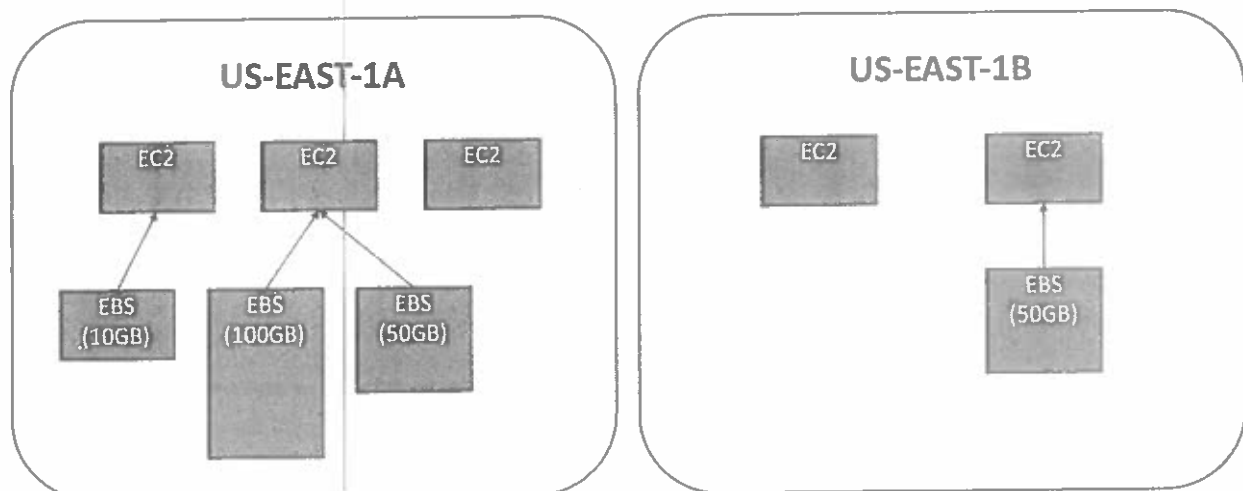 US-EAST-1A
EC2
EC2
EC2
EBS
(10GB)
EBS
(100GB)
EBS
(50GB)
US-EAST-1B
EC2
EC2
EBS
(50GB)